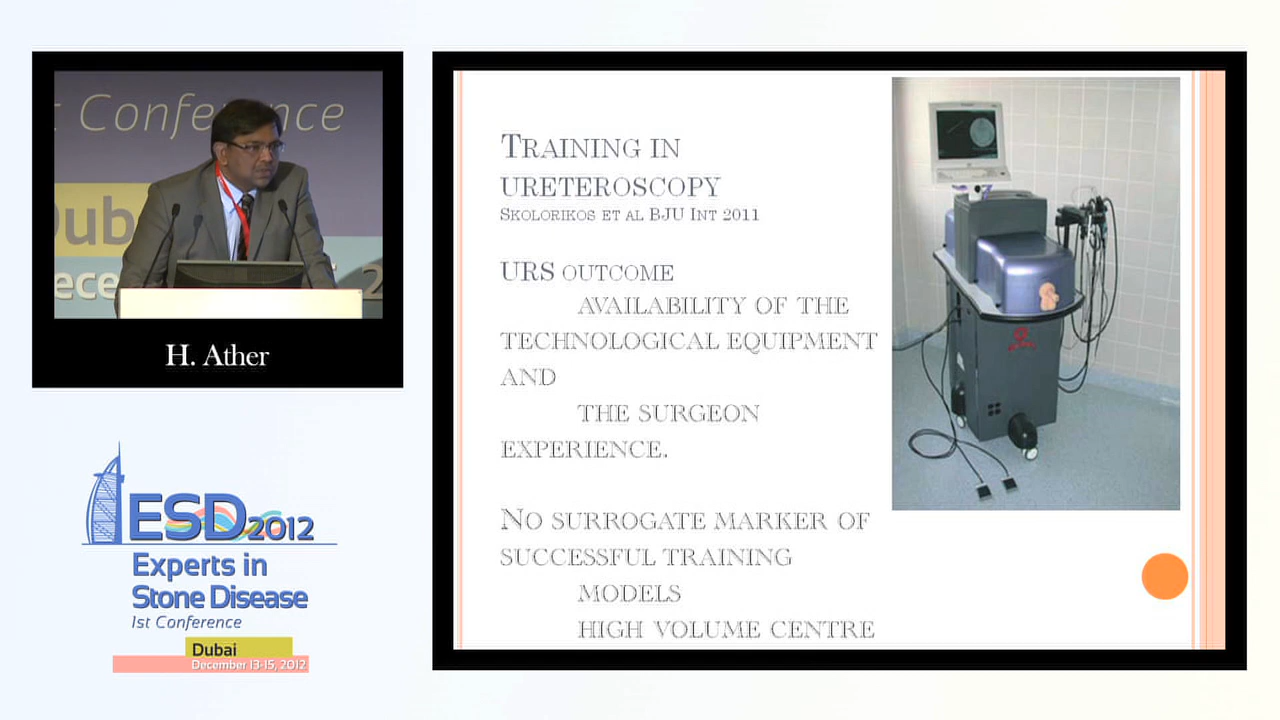 t Conference
Dub
ece
2
H. Ather
ESD2012
Experts in
Stone Disease
1st Conference
Dubai
December 13-15, 2012
TRAINING IN
URETEROSCOPY
SKOLORIKOS ET AL BJU INT 2011
URS OUTCOME
AVAILABILITY OF THE
TECHNOLOGICAL EQUIPMENT
AND
THE SURGEON
EXPERIENCE.
NO SURROGATE MARKER OF
SUCCESSFUL TRAINING
MODELS
HIGH VOLUME CENTRE